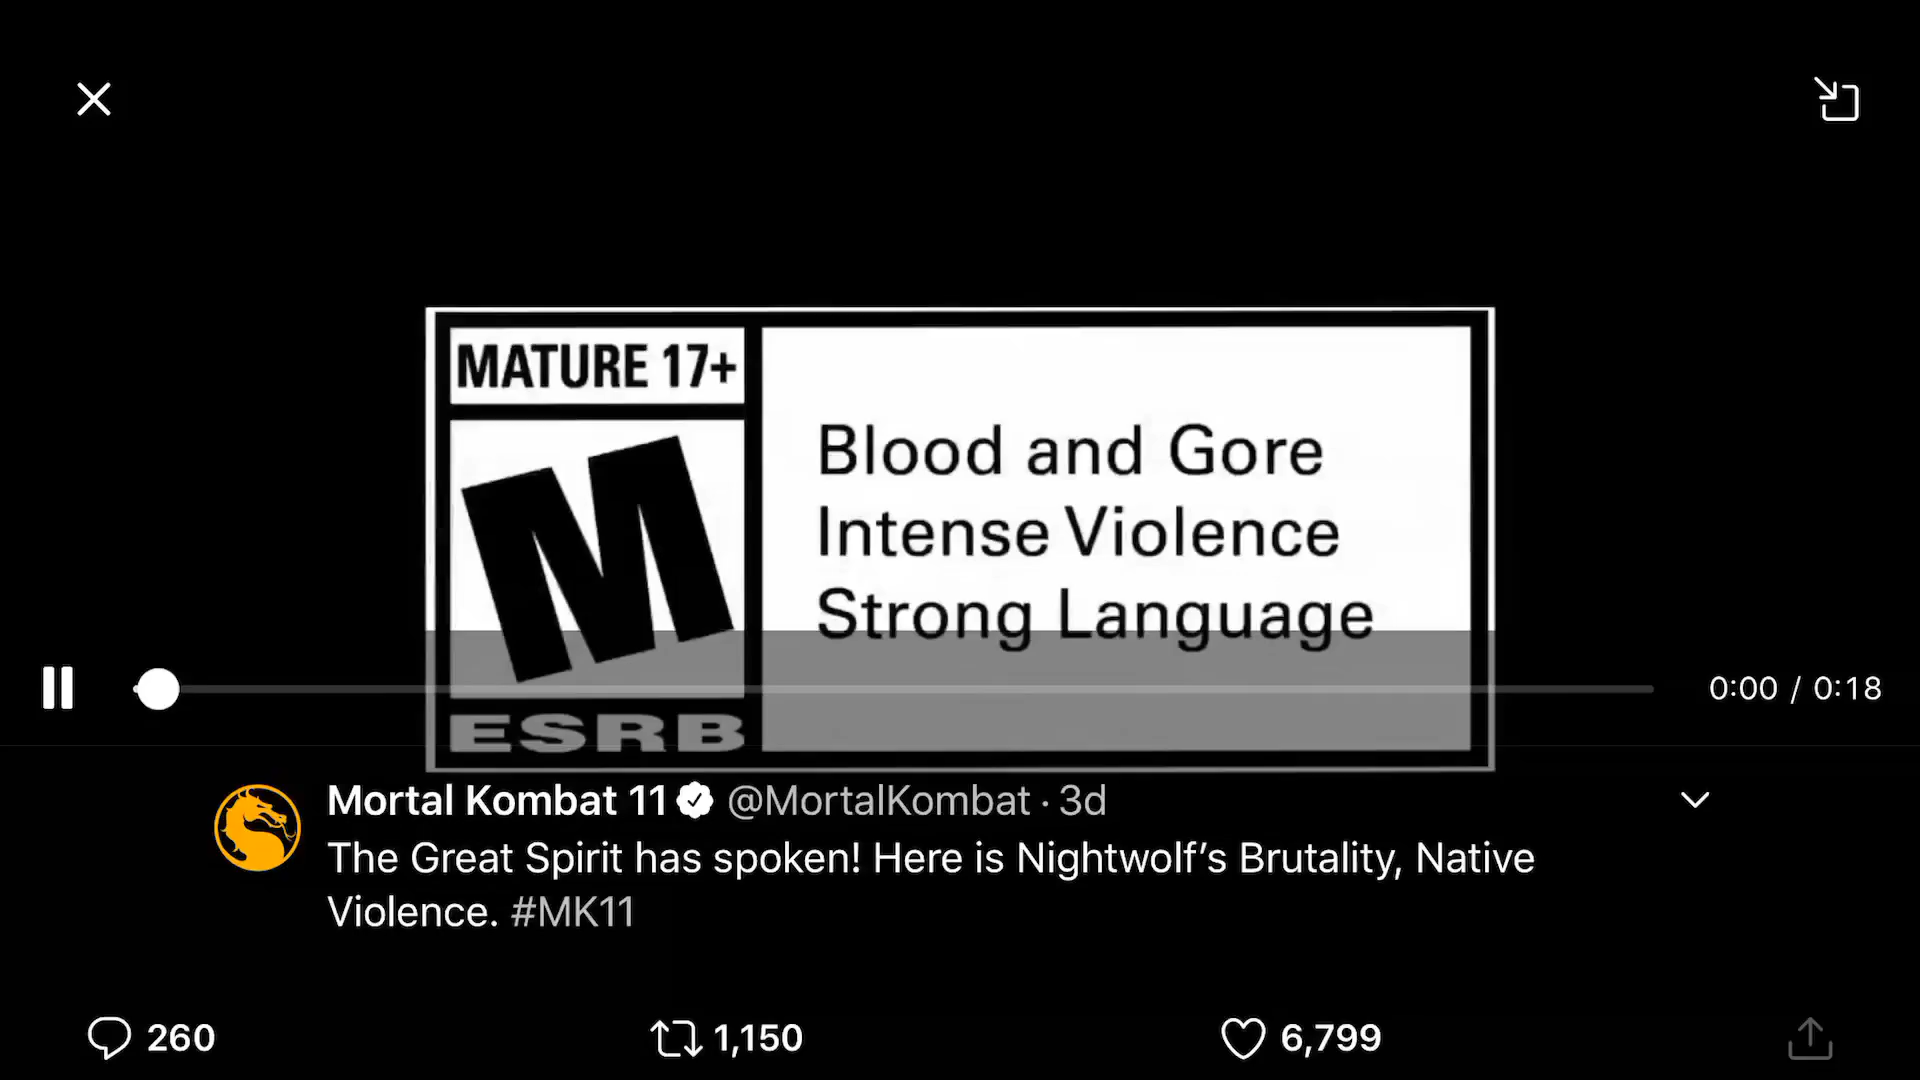 MATURE 17+
M
ESRB
Blood and Gore
Intense Violence
Strong Language
0:00 / 0:18
Mortal Kombat 11 @MortalKombat · 3d
The Great Spirit has spoken! Here is Nightwolf’s Brutality, Native
Violence. #MK11
260
1,150
6,799